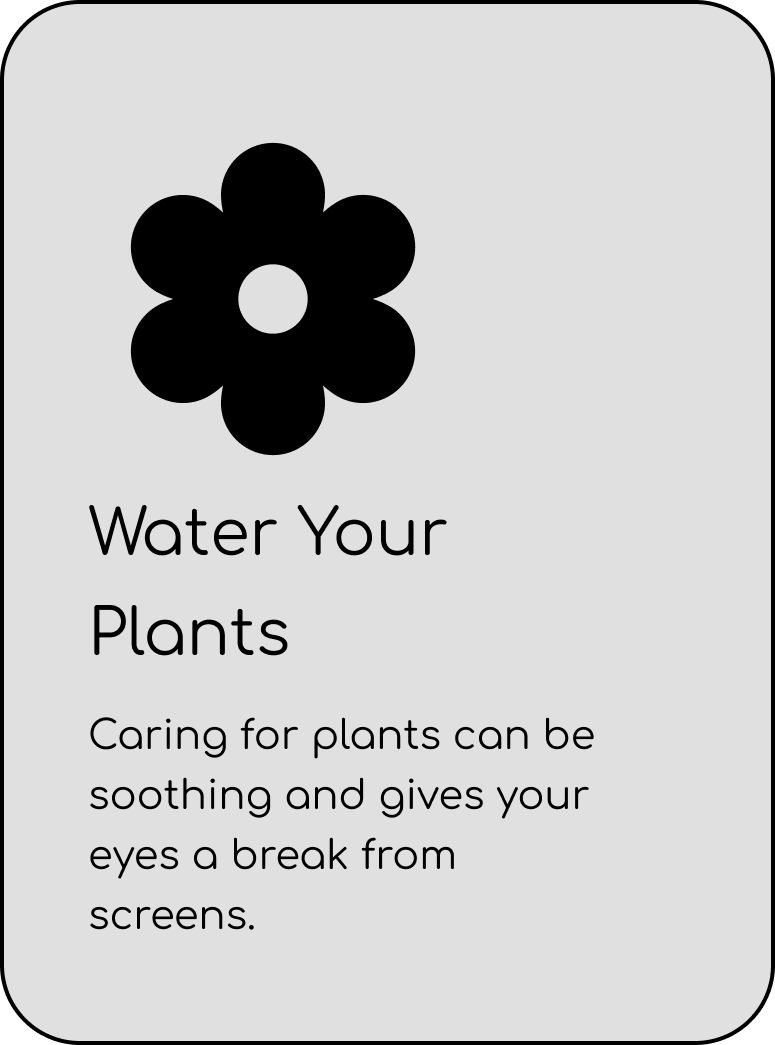 Water Your
Plants
Caring for plants can be
soothing and gives your
eyes a break from
screens.